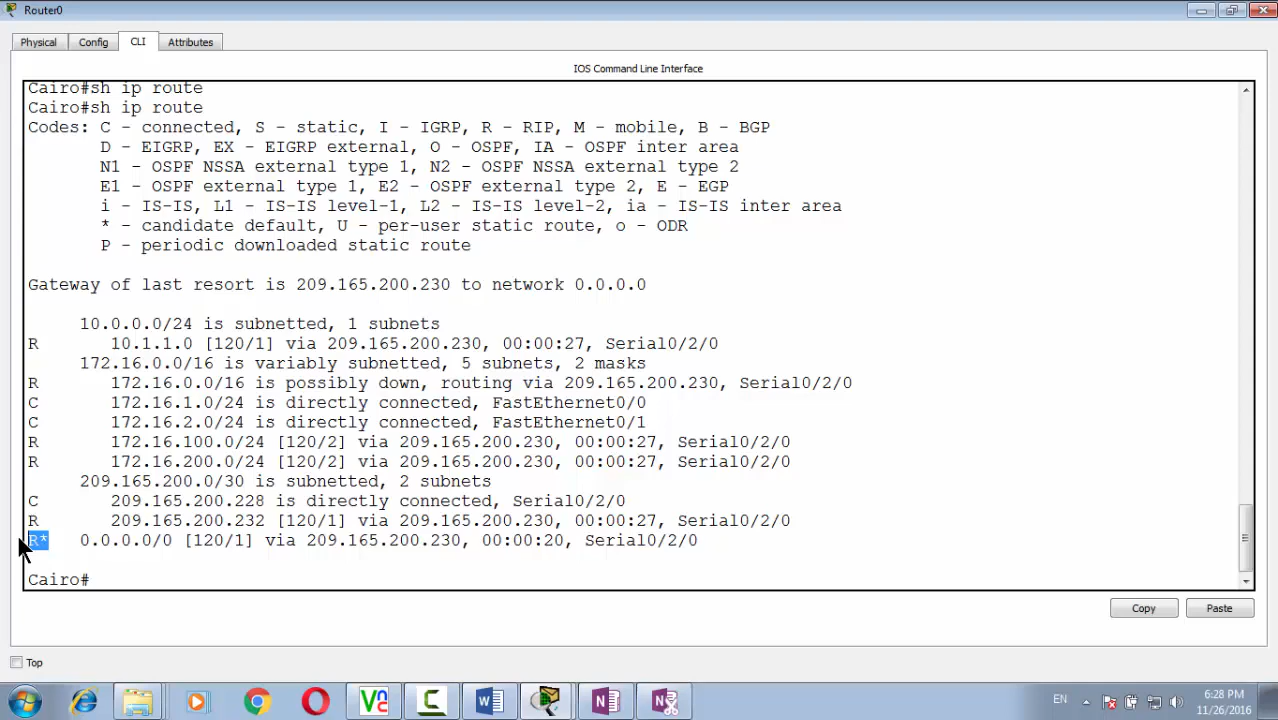 Router0
Physical Config CLI Attributes
IOS Command Line Interface
Cairo#sh ip route
Cairo#sh ip route
Codes: C - connected, S - static, I - IGRP, R - RIP, M - mobile, B - BGP
D - EIGRP, EX - EIGRP external, O - OSPF, IA - OSPF inter area
N1 - OSPF NSSA external type 1, N2 - OSPF NSSA external type 2
E1 - OSPF external type 1, E2 - OSPF external type 2, E - EGP
i - IS-IS, L1 - IS-IS level-1, L2 - IS-IS level-2, ia - IS-IS inter area
* - candidate default, U - per-user static route, o - ODR
P - periodic downloaded static route
Gateway of last resort is 209.165.200.230 to network 0.0.0.0
10.0.0.0/24 is subnetted, 1 subnets
R 10.1.1.0 [120/1] via 209.165.200.230, 00:00:27, Serial0/2/0
172.16.0.0/16 is variably subnetted, 5 subnets, 2 masks
R 172.16.0.0/16 is possibly down, routing via 209.165.200.230, Serial0/2/0
C 172.16.1.0/24 is directly connected, FastEthernet0/0
C 172.16.2.0/24 is directly connected, FastEthernet0/1
R 172.16.100.0/24 [120/2] via 209.165.200.230, 00:00:27, Serial0/2/0
R 172.16.200.0/24 [120/2] via 209.165.200.230, 00:00:27, Serial0/2/0
209.165.200.0/30 is subnetted, 2 subnets
C 209.165.200.228 is directly connected, Serial0/2/0
R 209.165.200.232 [120/1] via 209.165.200.230, 00:00:27, Serial0/2/0
R* 0.0.0.0/0 [120/1] via 209.165.200.230, 00:00:20, Serial0/2/0
Cairo#
Copy Paste
Top
EN 6:28 PM
11/26/2016